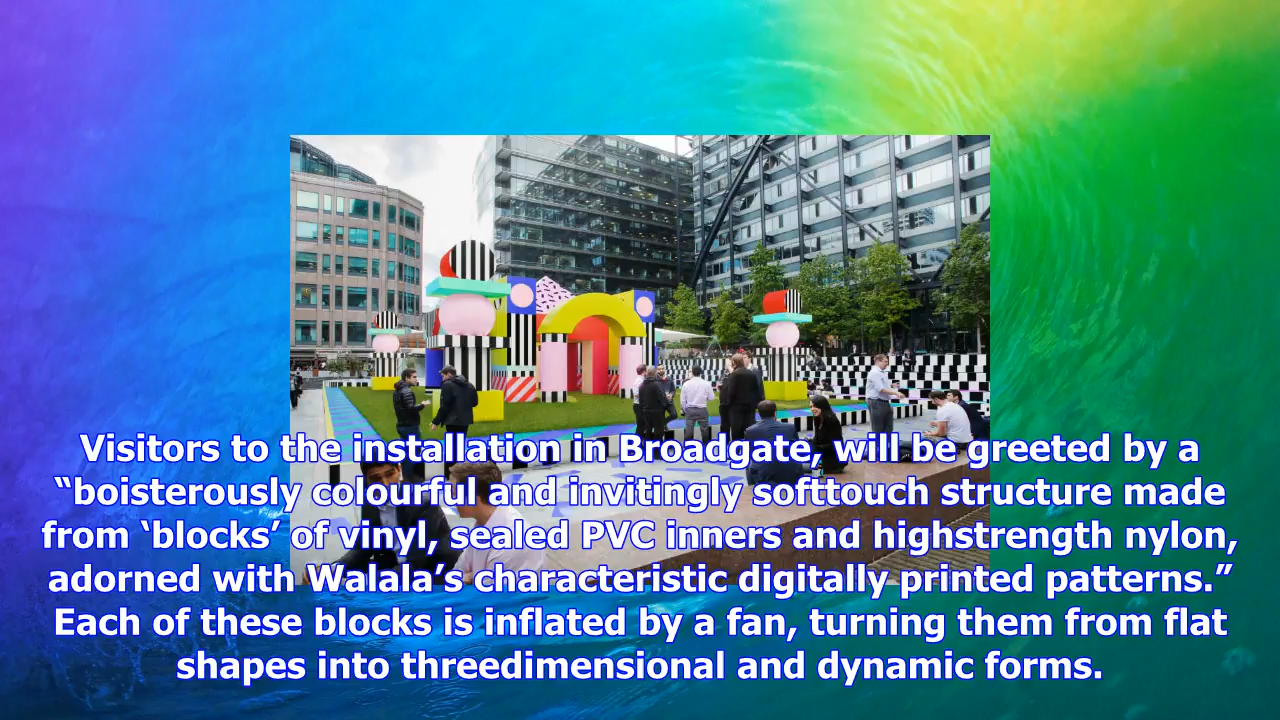 Visitors to the installation in Broadgate, will be greeted by a
“boisterously colourful and invitingly softtouch structure made
from ‘blocks’ of vinyl, sealed PVC inners and highstrength nylon,
adorned with Walala’s characteristic digitally printed patterns.”
Each of these blocks is inflated by a fan, turning them from flat
shapes into threedimensional and dynamic forms.